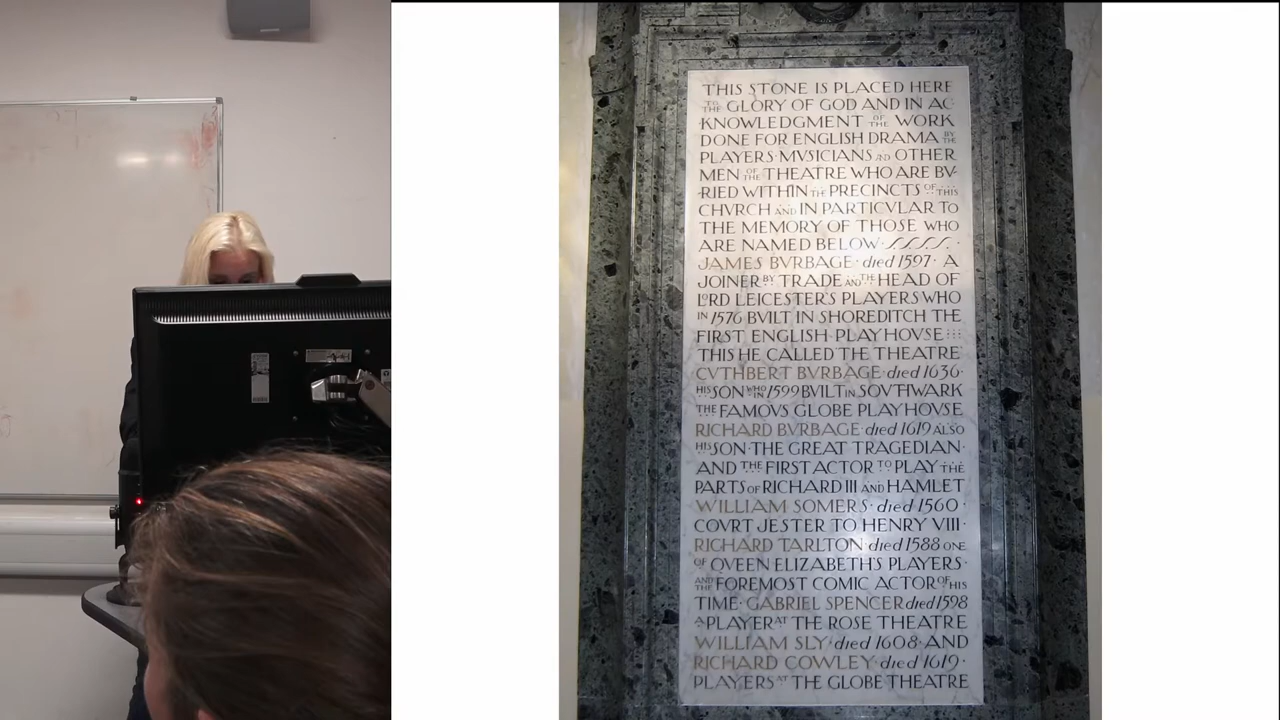 THIS STONE IS PLACED HERE
TO THE GLORY OF GOD AND IN AC-
KNOWLEDGMENT OF THE WORK
DONE FOR ENGLISH DRAMA BY THE
PLAYERS·MVSICIANS AND OTHER
MEN OF THE THEATRE WHO ARE BV-
RIED WITHIN THE PRECINCTS OF THIS
CHVRCH AND IN PARTICVLAR TO
THE MEMORY OF THOSE WHO
ARE NAMED BELOW·
JAMES BVRBAGE·died 1597·A
JOINER BY TRADE AND THE HEAD OF
LORD LEICESTER'S PLAYERS WHO
IN 1576 BVILT IN SHOREDITCH THE
FIRST ENGLISH PLAYHOVSE
THIS HE CALLED THE THEATRE
CVTHBERT BVRBAGE·died 1636·
HIS SON WHO IN 1599 BVILT IN SOVTHWARK
THE FAMOVS GLOBE PLAYHOVSE
RICHARD BVRBAGE·died 1619 ALSO
HIS SON·THE GREAT TRAGEDIAN·
AND THE FIRST ACTOR TO PLAY THE
PARTS OF RICHARD III AND HAMLET
WILLIAM SOMERS·died 1560·
COVRT JESTER TO HENRY VIII·
RICHARD TARLTON·died 1588 ONE
OF QVEEN ELIZABETH'S PLAYERS·
AND THE FOREMOST COMIC ACTOR OF HIS
TIME·GABRIEL SPENCER died 1598
A PLAYER AT THE ROSE THEATRE
WILLIAM SLY·died 1608·AND
RICHARD COWLEY·died 1619·
PLAYERS AT THE GLOBE THEATRE